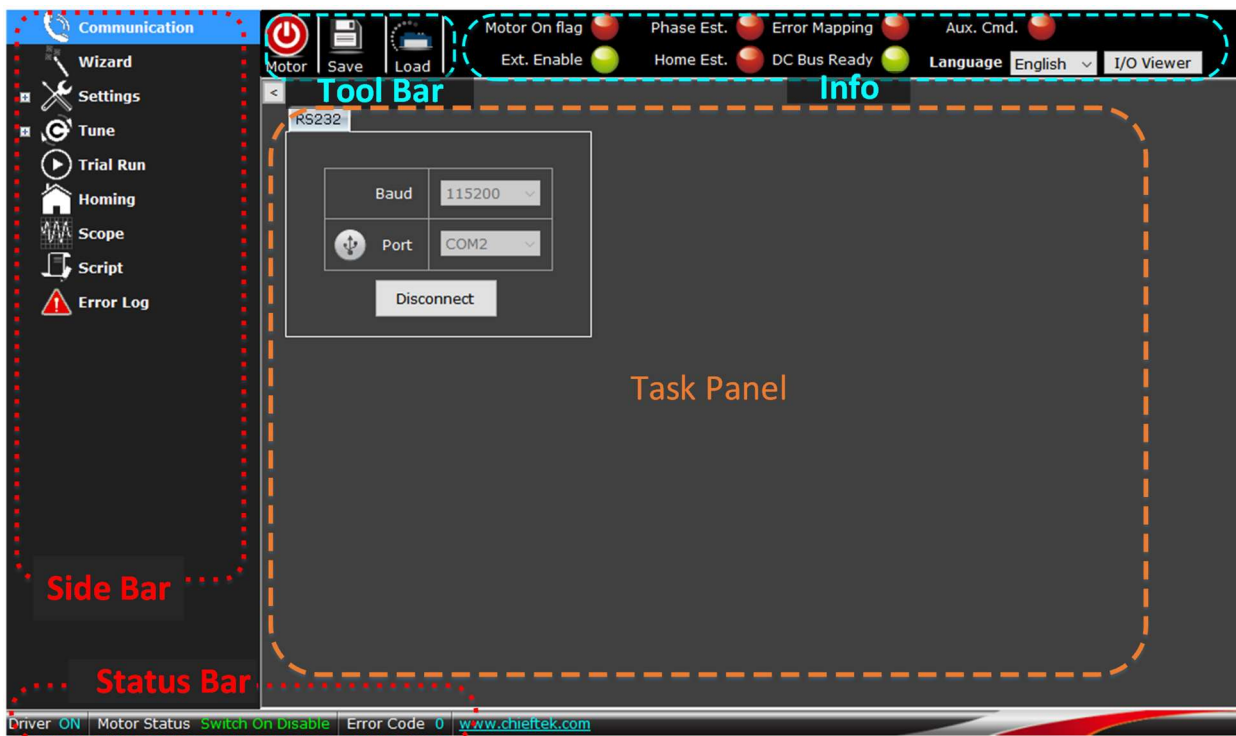 Communication
Wizard
Settings
Tune
Trial Run
Homing
Scope
Script
Error Log
Side Bar
Motor
Save
Load
Tool Bar
Motor On flag
Phase Est.
Error Mapping
Aux. Cmd.
Ext. Enable
Home Est.
DC Bus Ready
Language English
I/O Viewer
Info
<
RS232
Baud 115200
Port COM2
Disconnect
Task Panel
Status Bar
Driver ON Motor Status Switch On Disable Error Code 0 www.chieftek.com